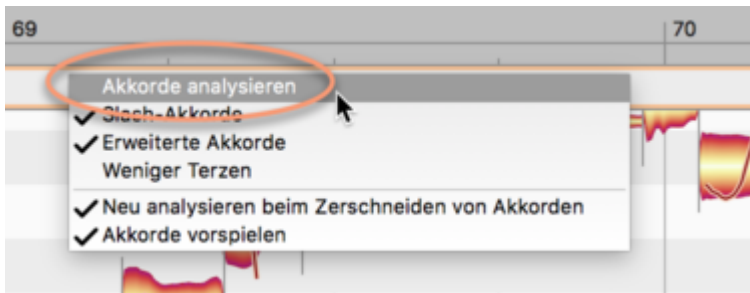 69
70
Akkorde analysieren
Slash-Akkorde
Erweiterte Akkorde
Weniger Terzen
Neu analysieren beim Zerschneiden von Akkorden
Akkorde vorspielen